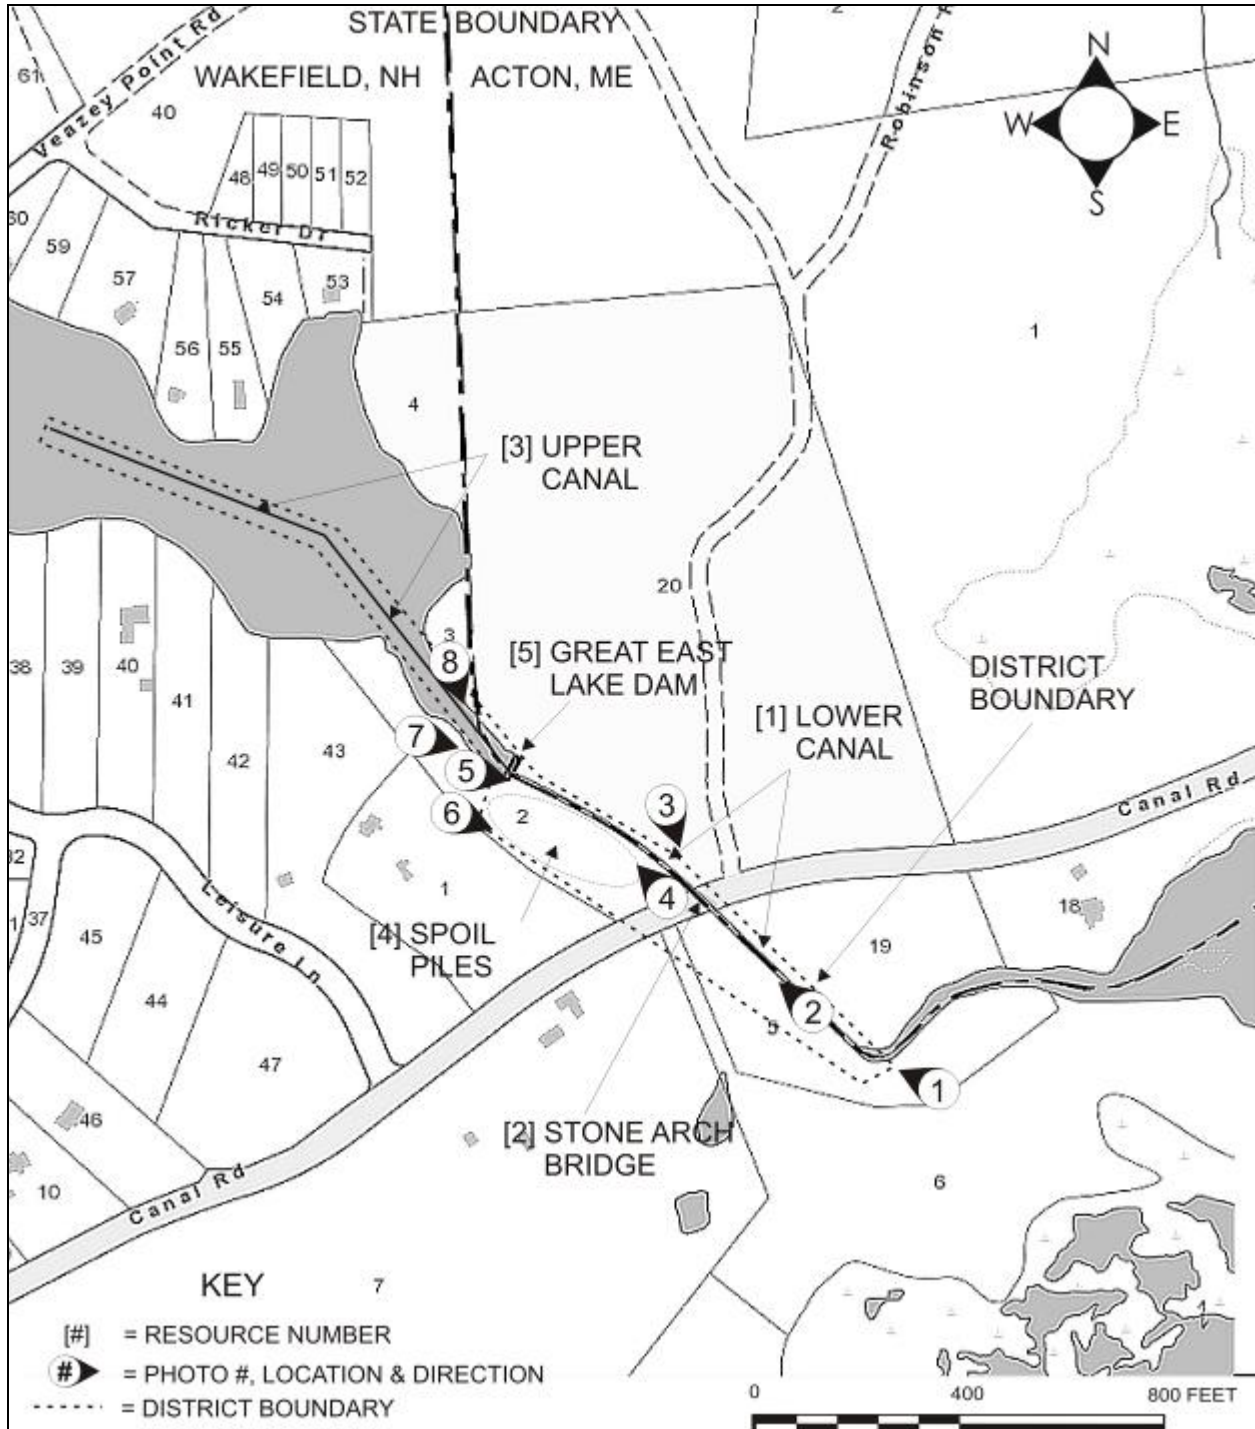 STATE BOUNDARY
WAKEFIELD, NH
ACTON, ME
2
N
W
E
S
61
Veazey Point Rd
40
Robinson
48
49
50
51
52
Ricker Dr
59
57
56
55
54
53
1
4
[3] UPPER
CANAL
20
38
39
40
41
42
43
3
8
[5] GREAT EAST
LAKE DAM
DISTRICT
BOUNDARY
[1] LOWER
CANAL
7
5
6
2
3
4
Canal Rd
37
45
44
47
Leisure Ln
1
[4] SPOIL
PILES
18
19
5
2
1
46
10
Canal Rd
[2] STONE ARCH
BRIDGE
6
7
1
KEY
[#] = RESOURCE NUMBER
# = PHOTO #, LOCATION & DIRECTION
= DISTRICT BOUNDARY
0 400 800 FEET